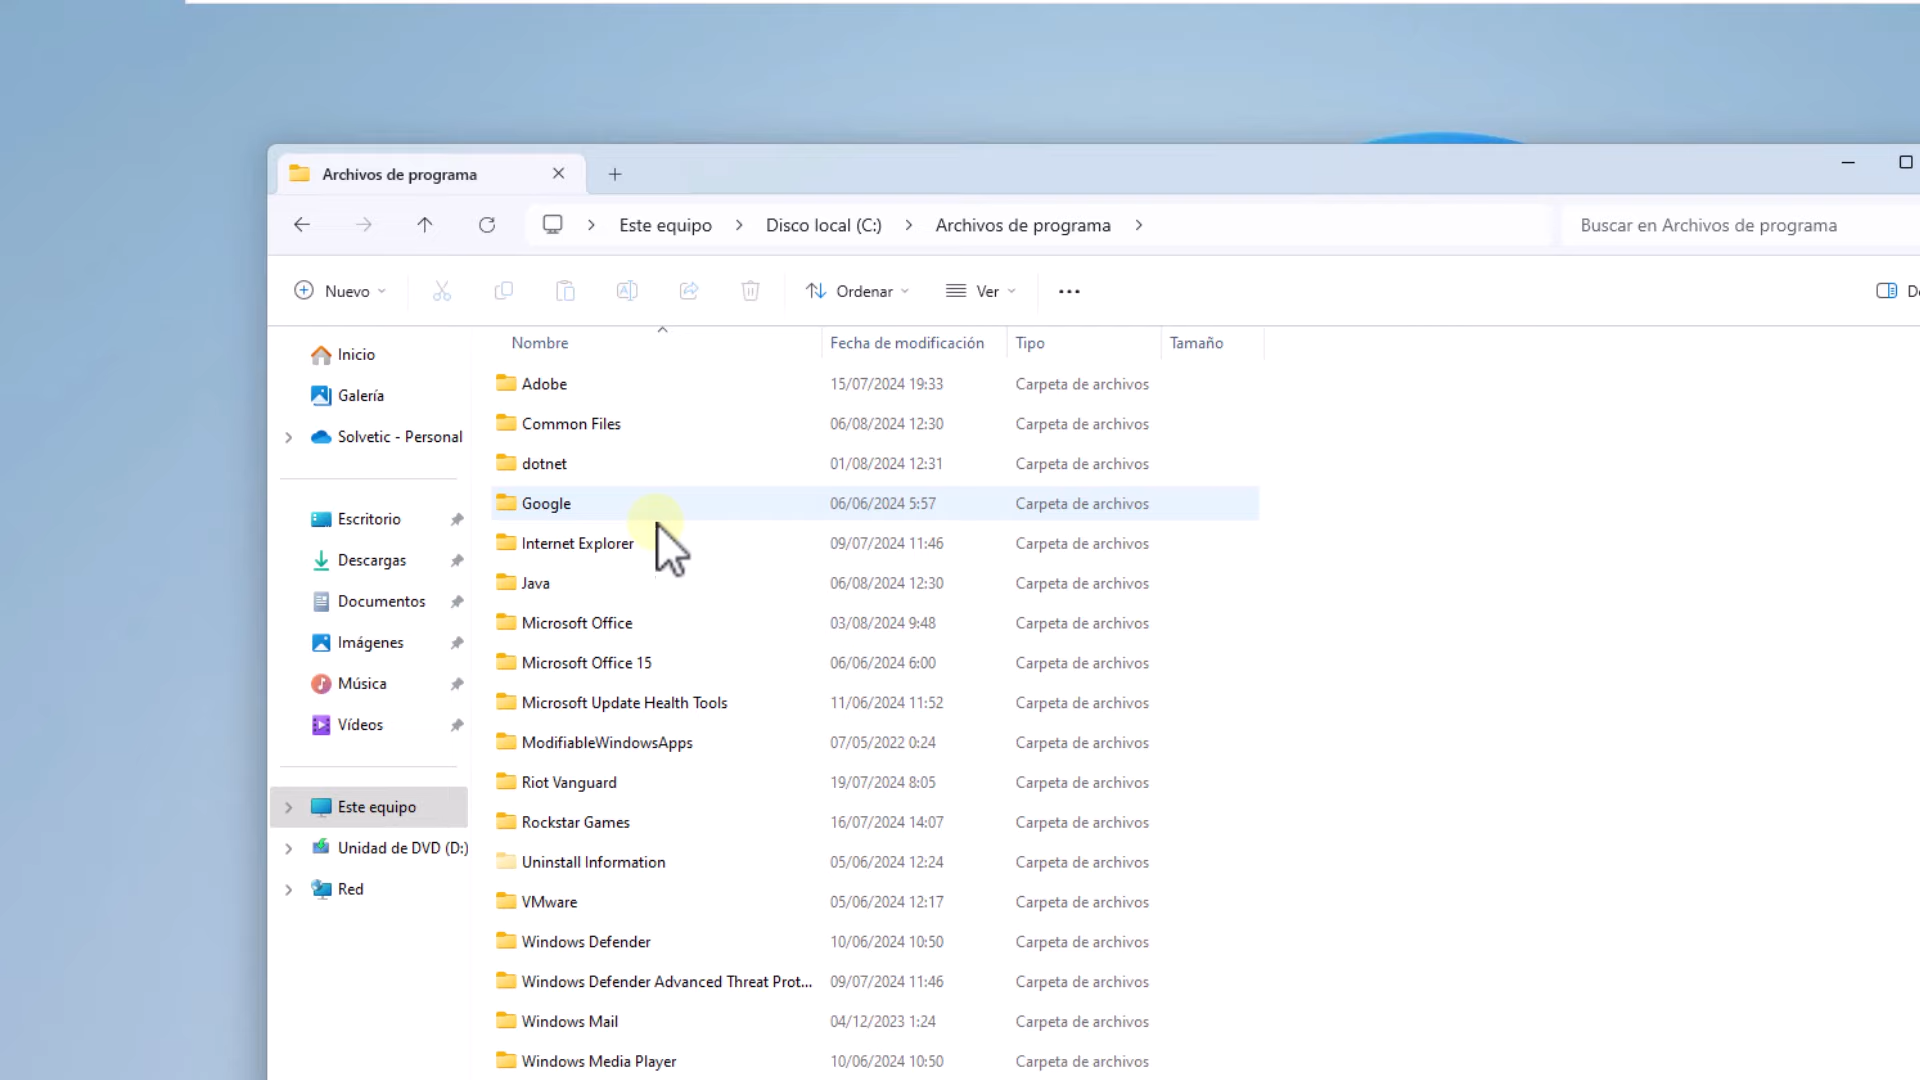 Archivos de programa
Este equipo Disco local (C:) Archivos de programa
Buscar en Archivos de programa
Nuevo Ordenar Ver
Nombre Fecha de modificación Tipo Tamaño
Inicio
Galería
Solvetic - Personal
Escritorio
Descargas
Documentos
Imágenes
Música
Vídeos
Este equipo
Unidad de DVD (D:)
Red
Adobe 15/07/2024 19:33 Carpeta de archivos
Common Files 06/08/2024 12:30 Carpeta de archivos
dotnet 01/08/2024 12:31 Carpeta de archivos
Google 06/06/2024 5:57 Carpeta de archivos
Internet Explorer 09/07/2024 11:46 Carpeta de archivos
Java 06/08/2024 12:30 Carpeta de archivos
Microsoft Office 03/08/2024 9:48 Carpeta de archivos
Microsoft Office 15 06/06/2024 6:00 Carpeta de archivos
Microsoft Update Health Tools 11/06/2024 11:52 Carpeta de archivos
ModifiableWindowsApps 07/05/2022 0:24 Carpeta de archivos
Riot Vanguard 19/07/2024 8:05 Carpeta de archivos
Rockstar Games 16/07/2024 14:07 Carpeta de archivos
Uninstall Information 05/06/2024 12:24 Carpeta de archivos
VMware 05/06/2024 12:17 Carpeta de archivos
Windows Defender 10/06/2024 10:50 Carpeta de archivos
Windows Defender Advanced Threat Prot... 09/07/2024 11:46 Carpeta de archivos
Windows Mail 04/12/2023 1:24 Carpeta de archivos
Windows Media Player 10/06/2024 10:50 Carpeta de archivos